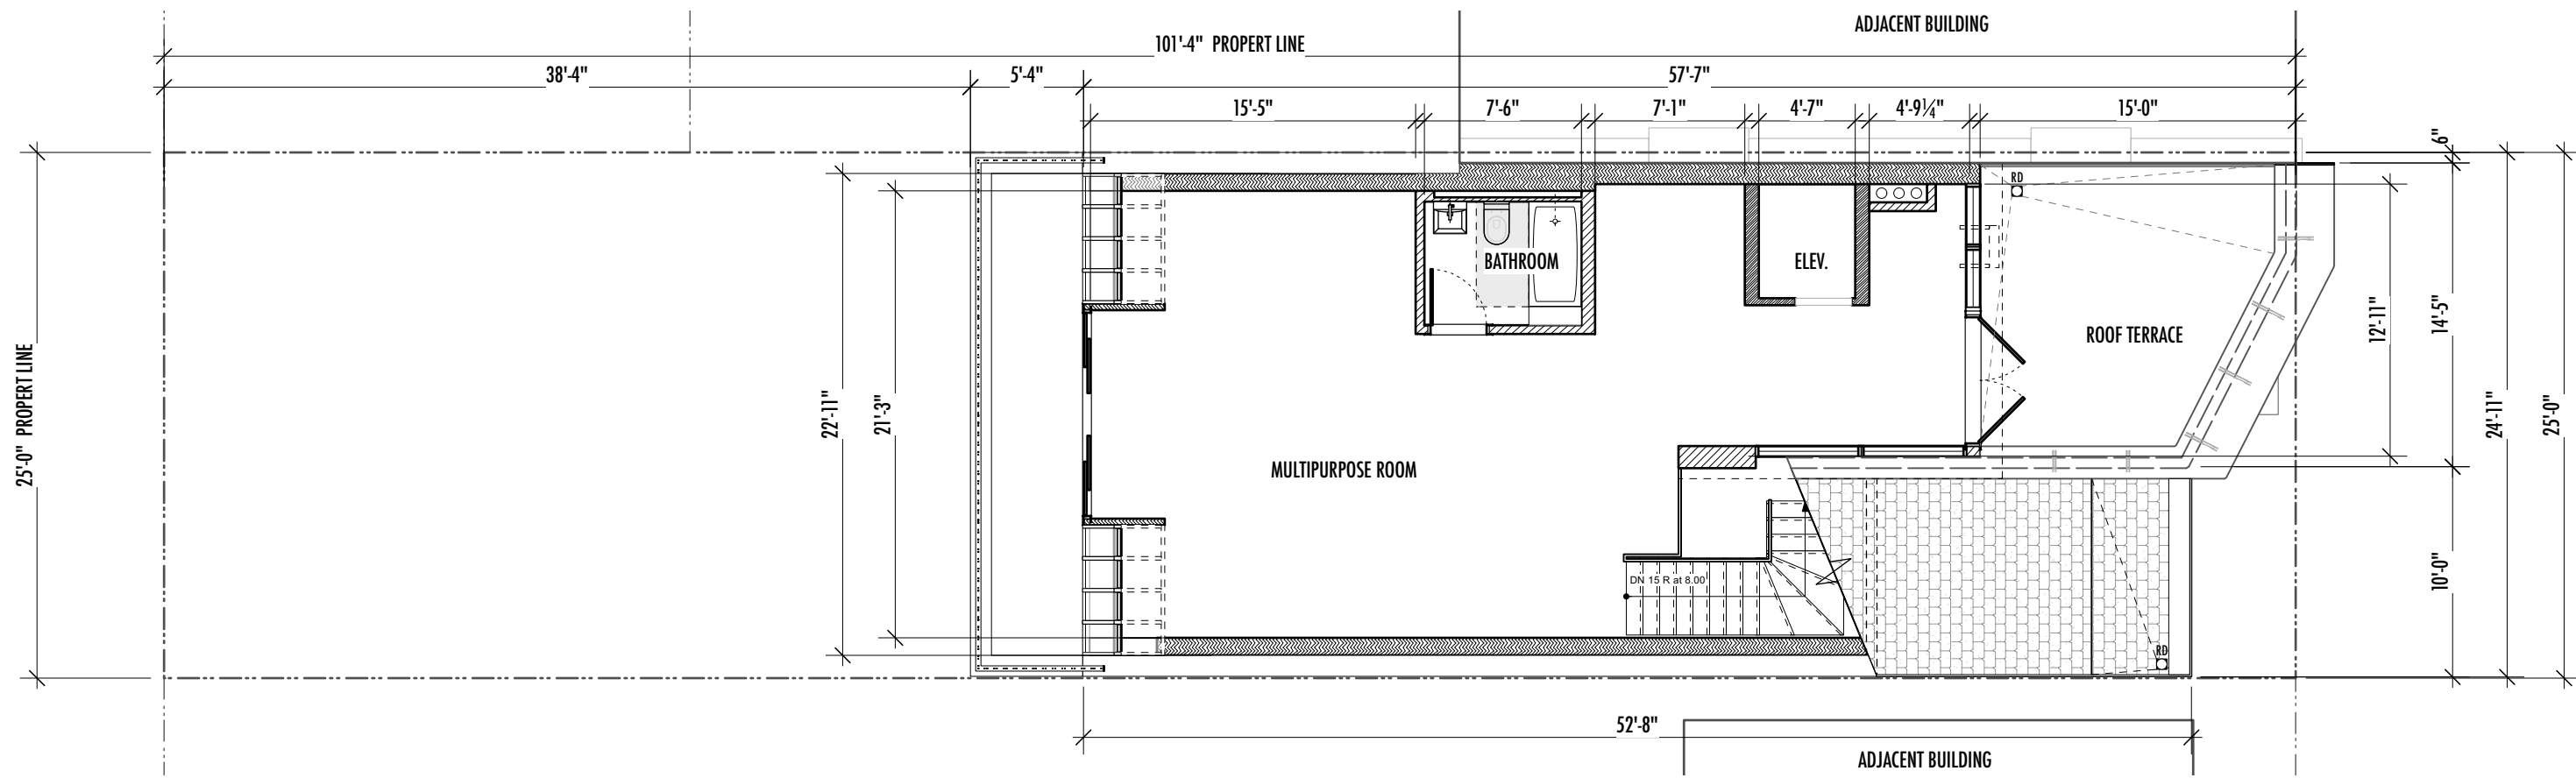 ADJACENT BUILDING
101'-4" PROPERT LINE
38'-4"
5'-4"
57'-7"
15'-5"
7'-6"
7'-1"
4'-7"
4'-9¼"
15'-0"
6"
RD
BATHROOM
ELEV.
ROOF TERRACE
12'-11"
14'-5"
25'-0" PROPERT LINE
22'-11"
21'-3"
24'-11"
25'-0"
MULTIPURPOSE ROOM
DN 15 R at 8.00
10'-0"
RD
52'-8"
ADJACENT BUILDING